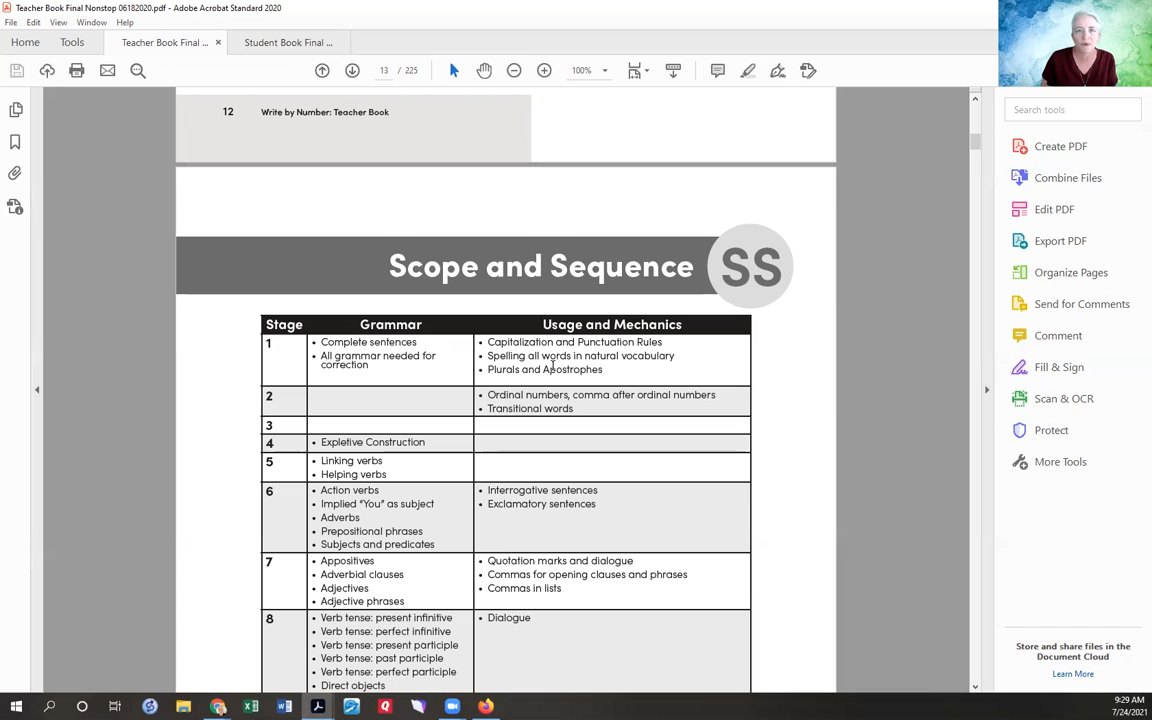 Teacher Book Final Nonstop 06182020.pdf - Adobe Acrobat Standard 2020
File Edit View Window Help
Home Tools Teacher Book Final ... × Student Book Final ...
13 / 225 100%
12 Write by Number: Teacher Book
Scope and Sequence SS
Stage Grammar Usage and Mechanics
1
• Complete sentences
• All grammar needed for
correction
• Capitalization and Punctuation Rules
• Spelling all words in natural vocabulary
• Plurals and Apostrophes
2
• Ordinal numbers, comma after ordinal numbers
• Transitional words
3
4
• Expletive Construction
5
• Linking verbs
• Helping verbs
6
• Action verbs
• Implied “You” as subject
• Adverbs
• Prepositional phrases
• Subjects and predicates
• Interrogative sentences
• Exclamatory sentences
7
• Appositives
• Adverbial clauses
• Adjectives
• Adjective phrases
• Quotation marks and dialogue
• Commas for opening clauses and phrases
• Commas in lists
8
• Verb tense: present infinitive
• Verb tense: perfect infinitive
• Verb tense: present participle
• Verb tense: past participle
• Verb tense: perfect participle
• Direct objects
• Dialogue
Search tools
Create PDF
Combine Files
Edit PDF
Export PDF
Organize Pages
Send for Comments
Comment
Fill & Sign
Scan & OCR
Protect
More Tools
Store and share files in the
Document Cloud
Learn More
9:29 AM
7/24/2021